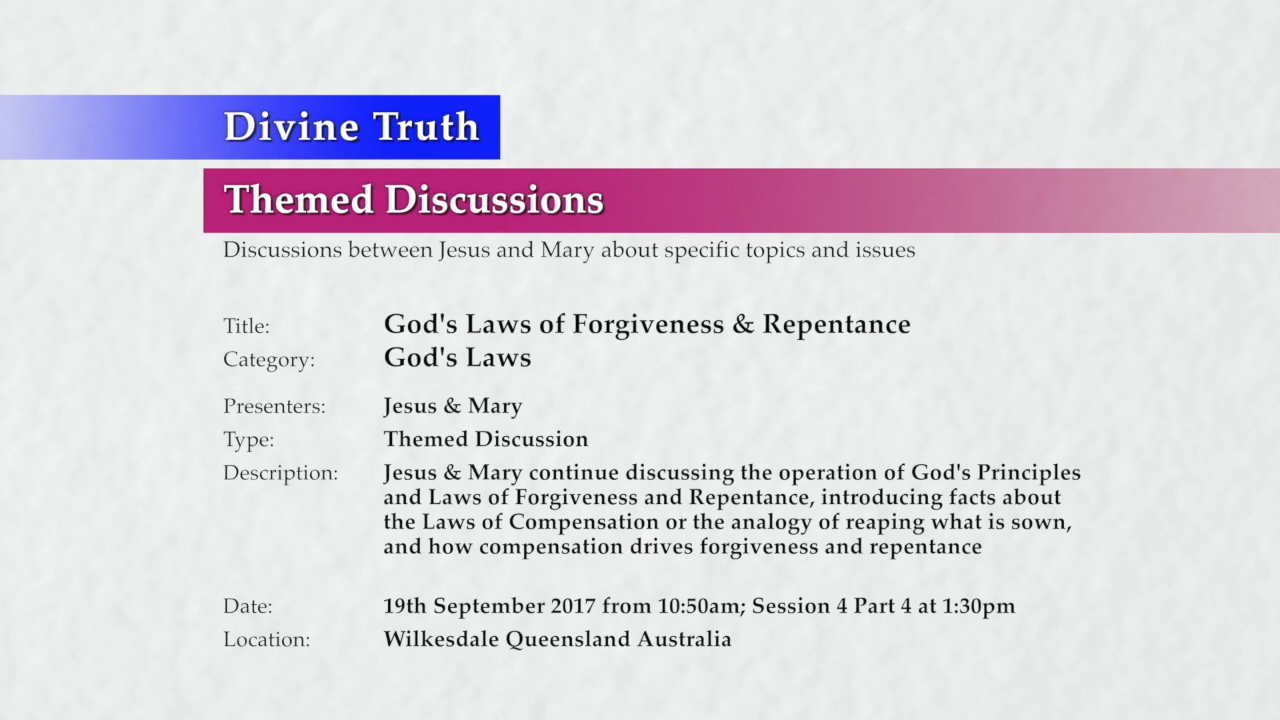 Divine Truth
Themed Discussions
Discussions between Jesus and Mary about specific topics and issues
Title: God's Laws of Forgiveness & Repentance
Category: God's Laws
Presenters: Jesus & Mary
Type: Themed Discussion
Description: Jesus & Mary continue discussing the operation of God's Principles
and Laws of Forgiveness and Repentance, introducing facts about
the Laws of Compensation or the analogy of reaping what is sown,
and how compensation drives forgiveness and repentance
Date: 19th September 2017 from 10:50am; Session 4 Part 4 at 1:30pm
Location: Wilkesdale Queensland Australia